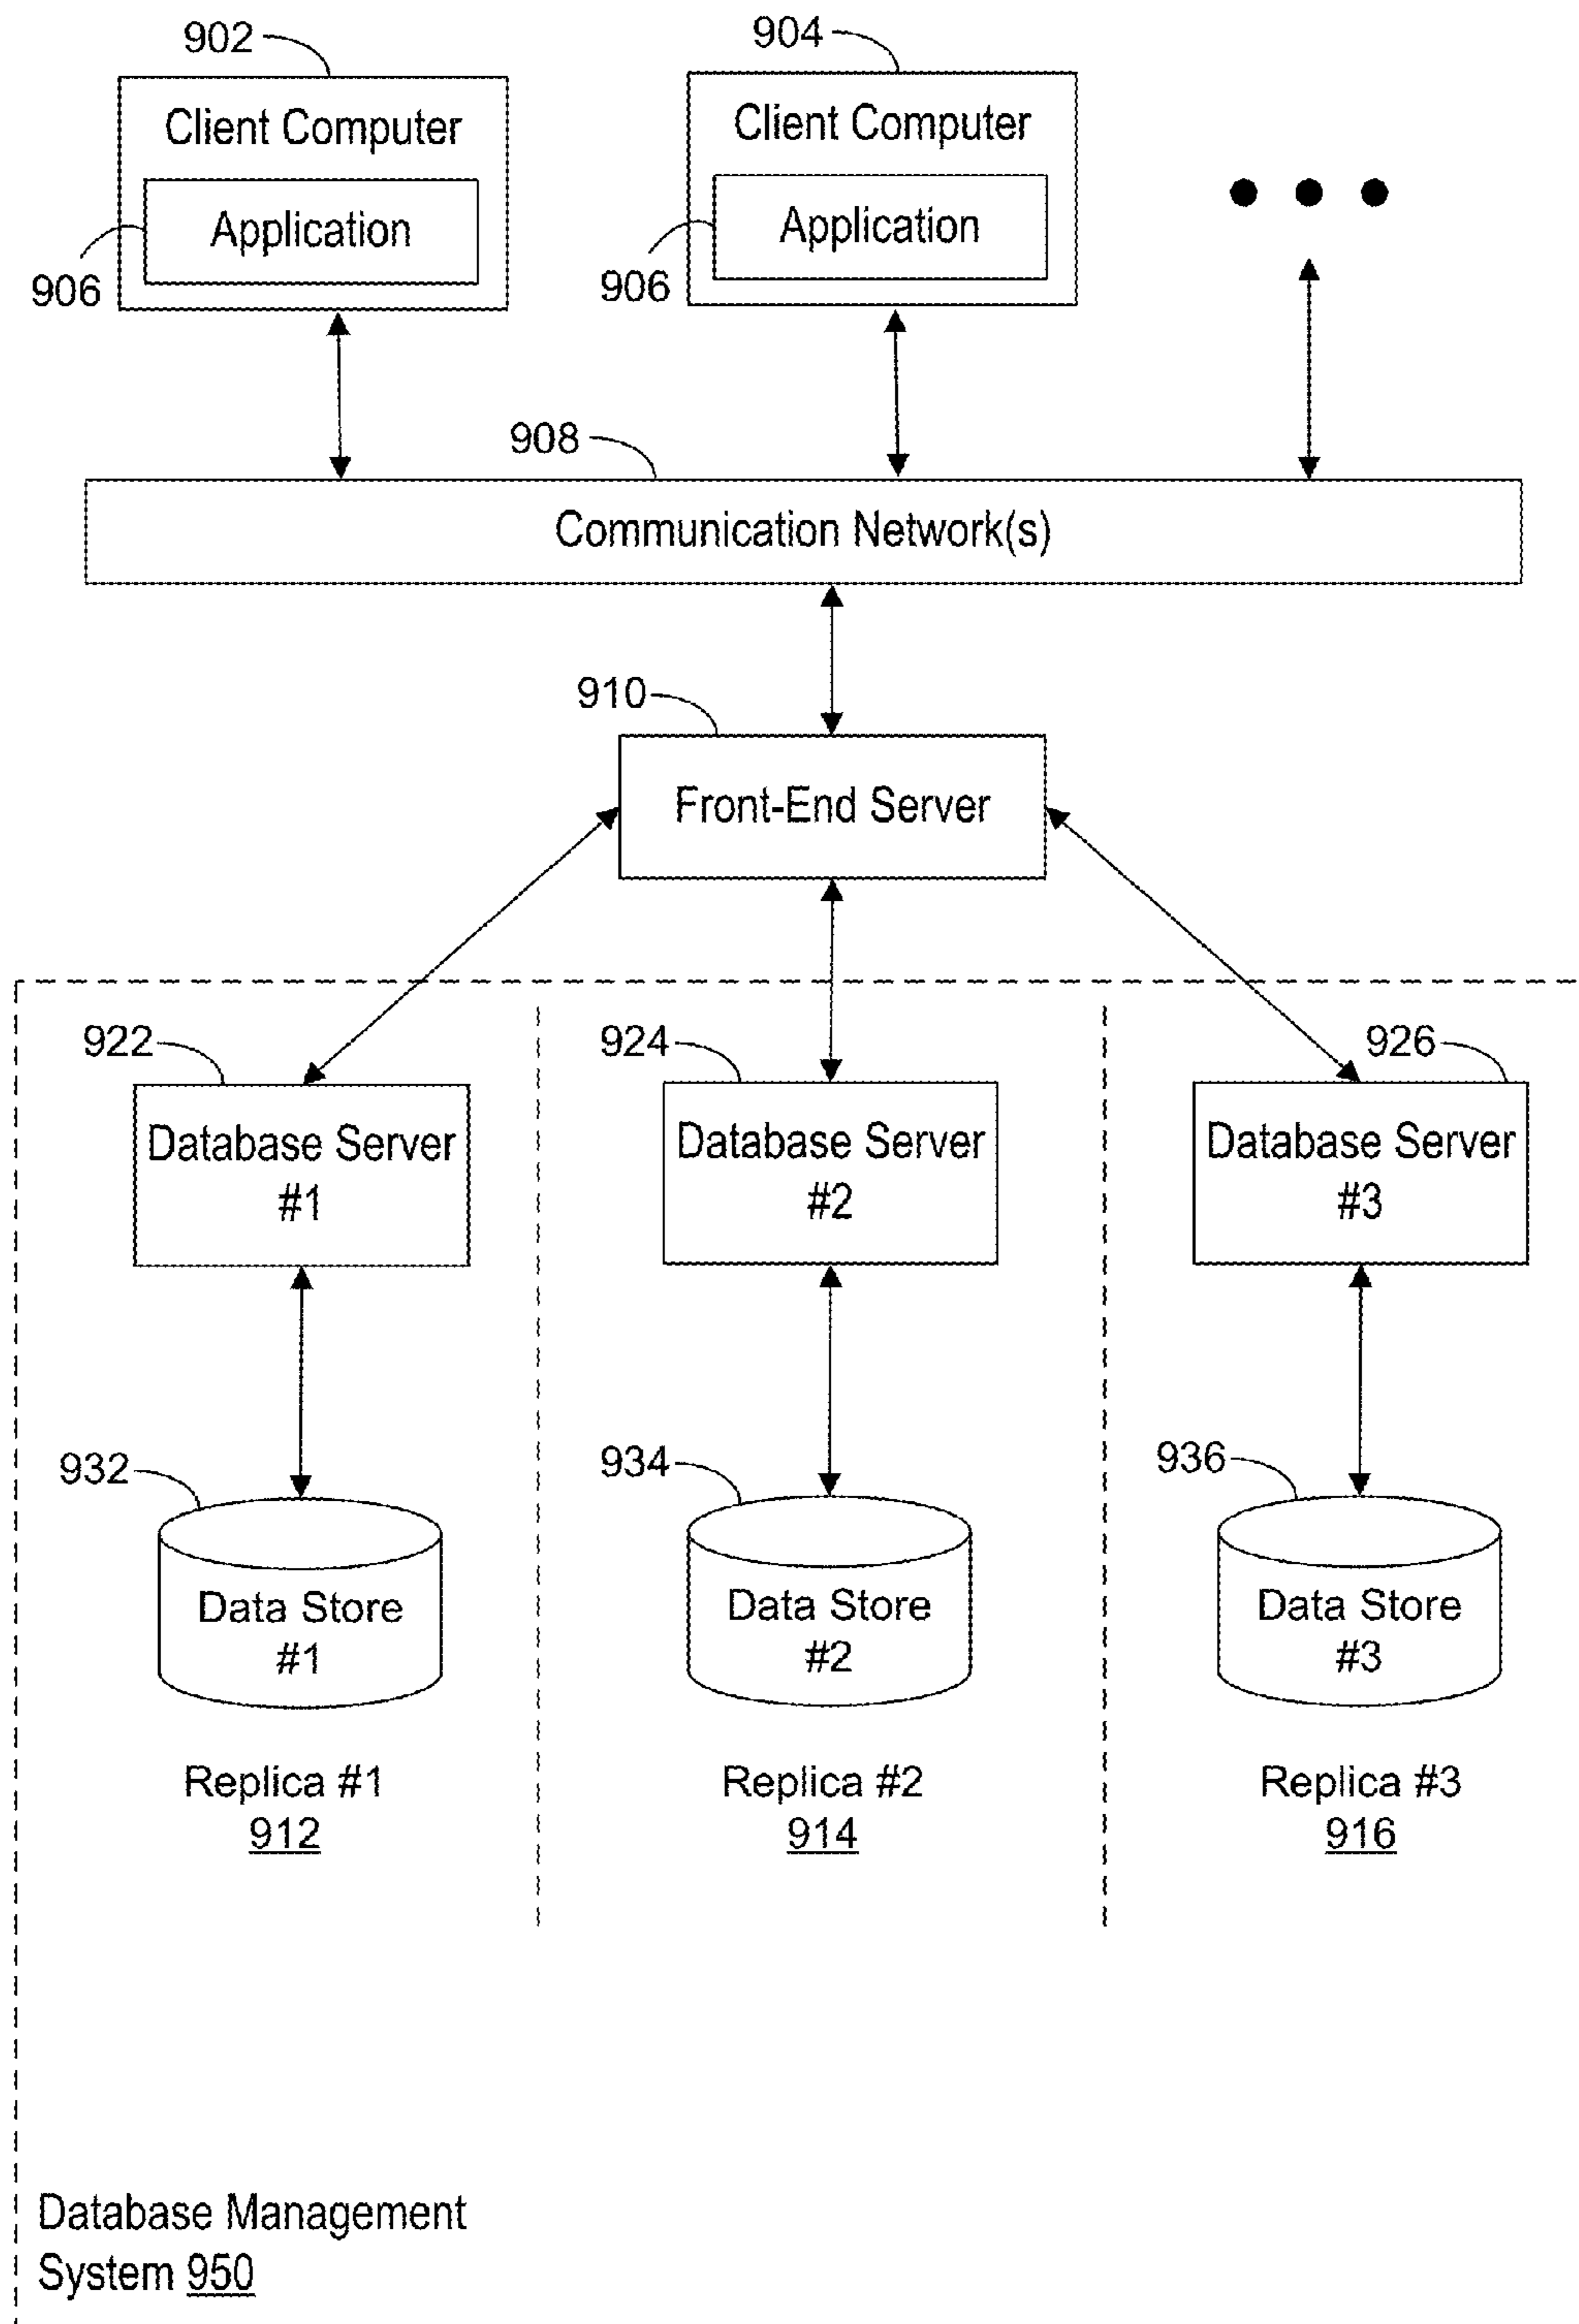 902
904
Client Computer
Client Computer
Application
Application
906
906
908
Communication Network(s)
910
Front-End Server
922
924
926
Database Server
#1
Database Server
#2
Database Server
#3
932
934
936
Data Store
#1
Data Store
#2
Data Store
#3
Replica #1
912
Replica #2
914
Replica #3
916
Database Management
System 950